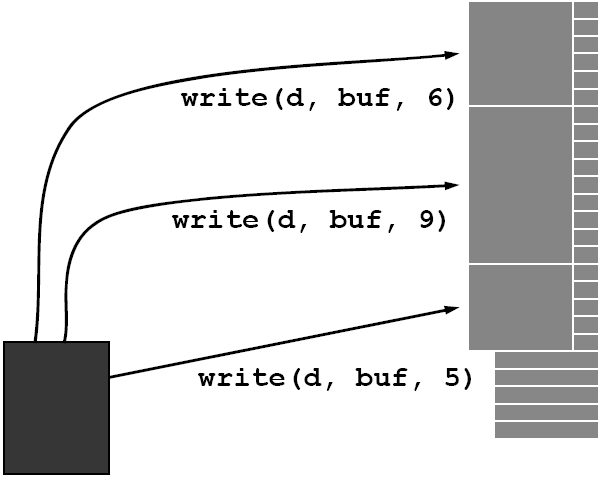 write(d, buf, 6)
write(d, buf, 9)
write(d, buf, 5)